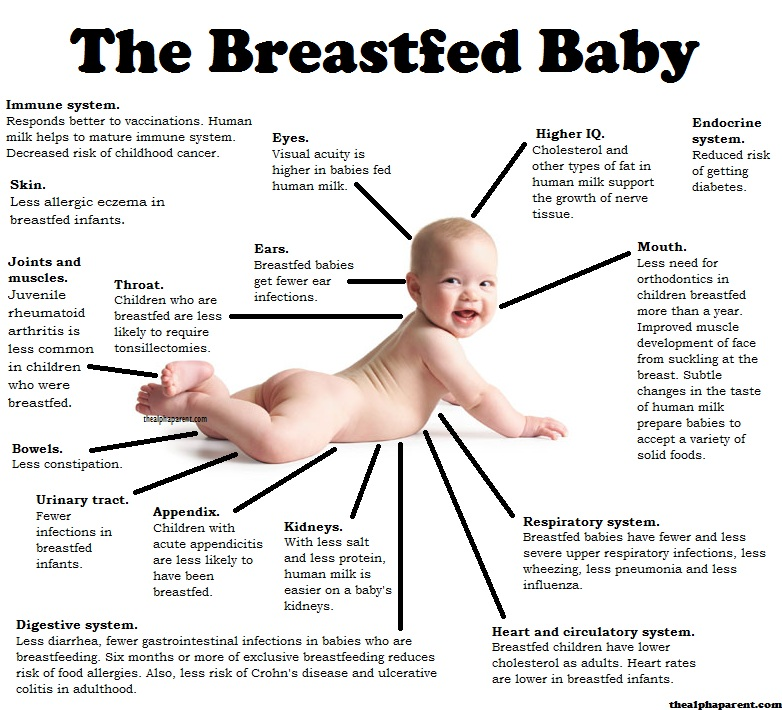 The Breastfed Baby
Immune system.
Responds better to vaccinations. Human
milk helps to mature immune system.
Decreased risk of childhood cancer.
Skin.
Less allergic eczema in
breastfed infants.
Eyes.
Visual acuity is
higher in babies fed
human milk.
Higher IQ.
Cholesterol and
other types of fat in
human milk support
the growth of nerve
tissue.
Endocrine
system.
Reduced risk
of getting
diabetes.
Joints and
muscles.
Juvenile
rheumatoid
arthritis is
less common
in children
who were
breastfed.
Throat.
Children who are
breastfed are less
likely to require
tonsillectomies.
Ears.
Breastfed babies
get fewer ear
infections.
Mouth.
Less need for
orthodontics in
children breastfed
more than a year.
Improved muscle
development of face
from suckling at the
breast. Subtle
changes in the taste
of human milk
prepare babies to
accept a variety of
solid foods.
thealphaparent.com
Bowels.
Less constipation.
Urinary tract.
Fewer
infections in
breastfed
infants.
Appendix.
Children with
acute appendicitis
are less likely to
have been
breastfed.
Kidneys.
With less salt
and less protein,
human milk is
easier on a baby's
kidneys.
Respiratory system.
Breastfed babies have fewer and less
severe upper respiratory infections, less
wheezing, less pneumonia and less
influenza.
Digestive system.
Less diarrhea, fewer gastrointestinal infections in babies who are
breastfeeding. Six months or more of exclusive breastfeeding reduces
risk of food allergies. Also, less risk of Crohn's disease and ulcerative
colitis in adulthood.
Heart and circulatory system.
Breastfed children have lower
cholesterol as adults. Heart rates
are lower in breastfed infants.
thealphaparent.com